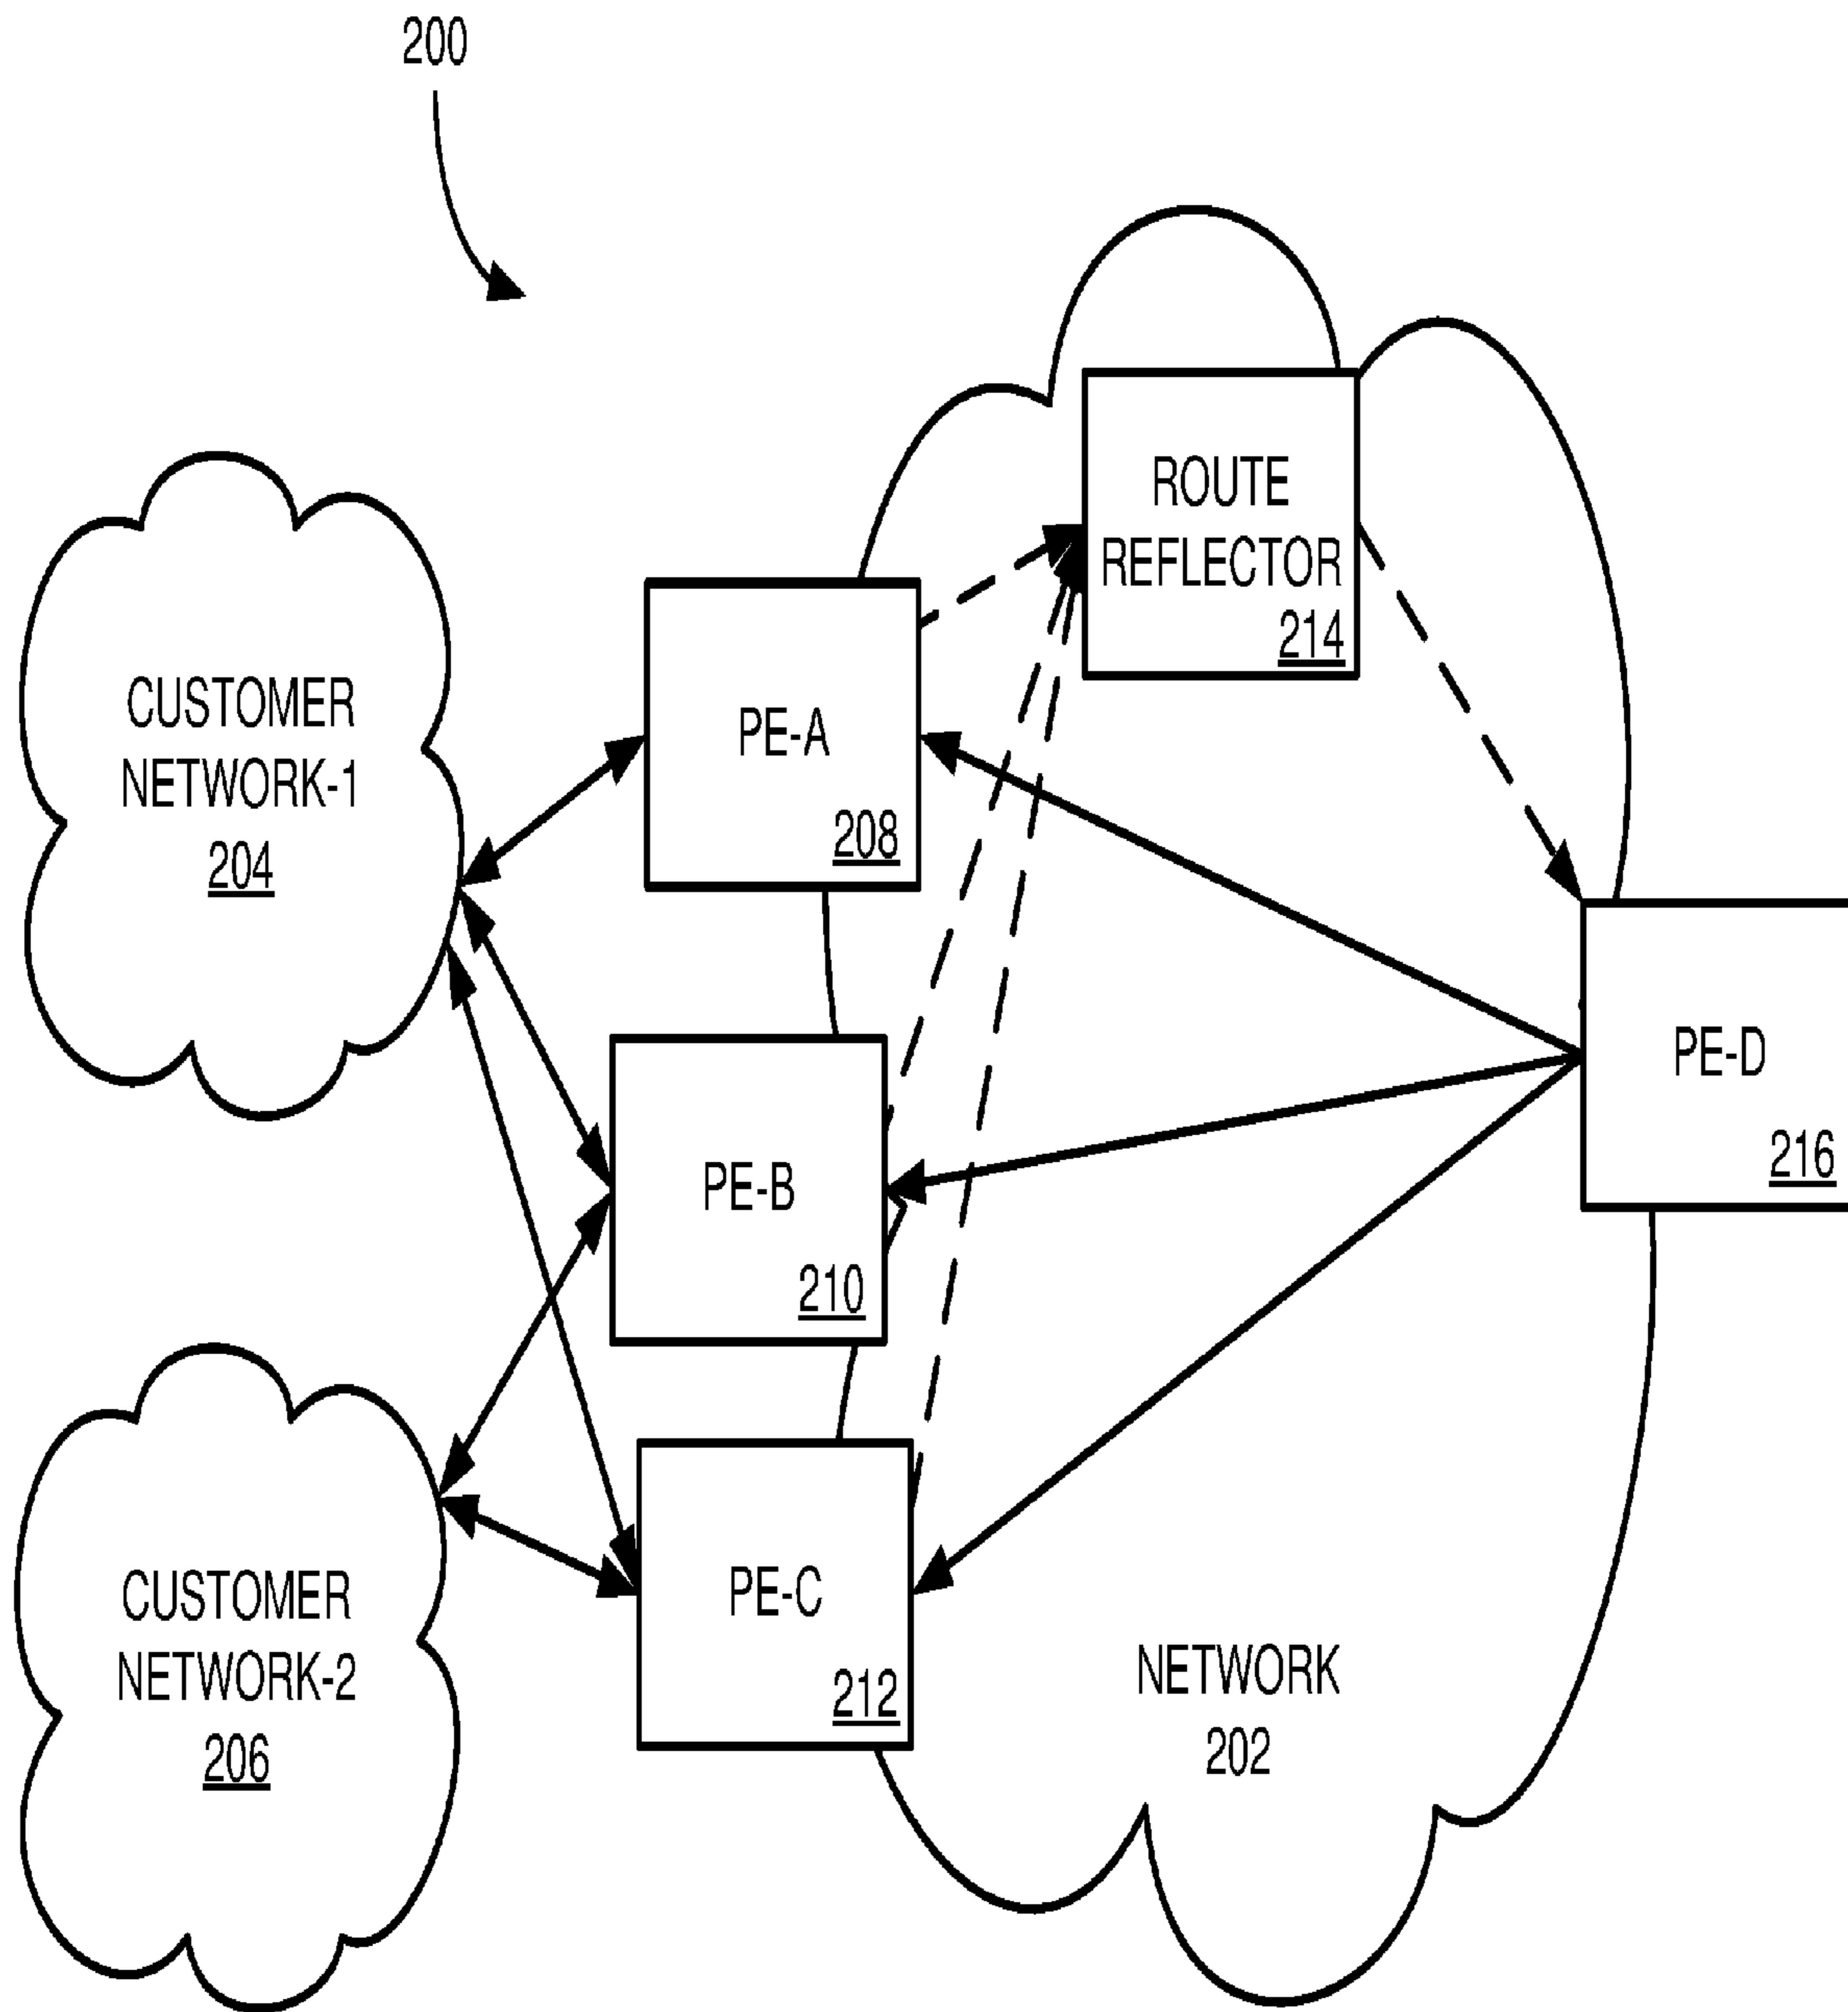 200
ROUTE
REFLECTOR
214
CUSTOMER
NETWORK-1
204
PE-A
208
PE-D
216
PE-B
210
CUSTOMER
NETWORK-2
206
PE-C
212
NETWORK
202